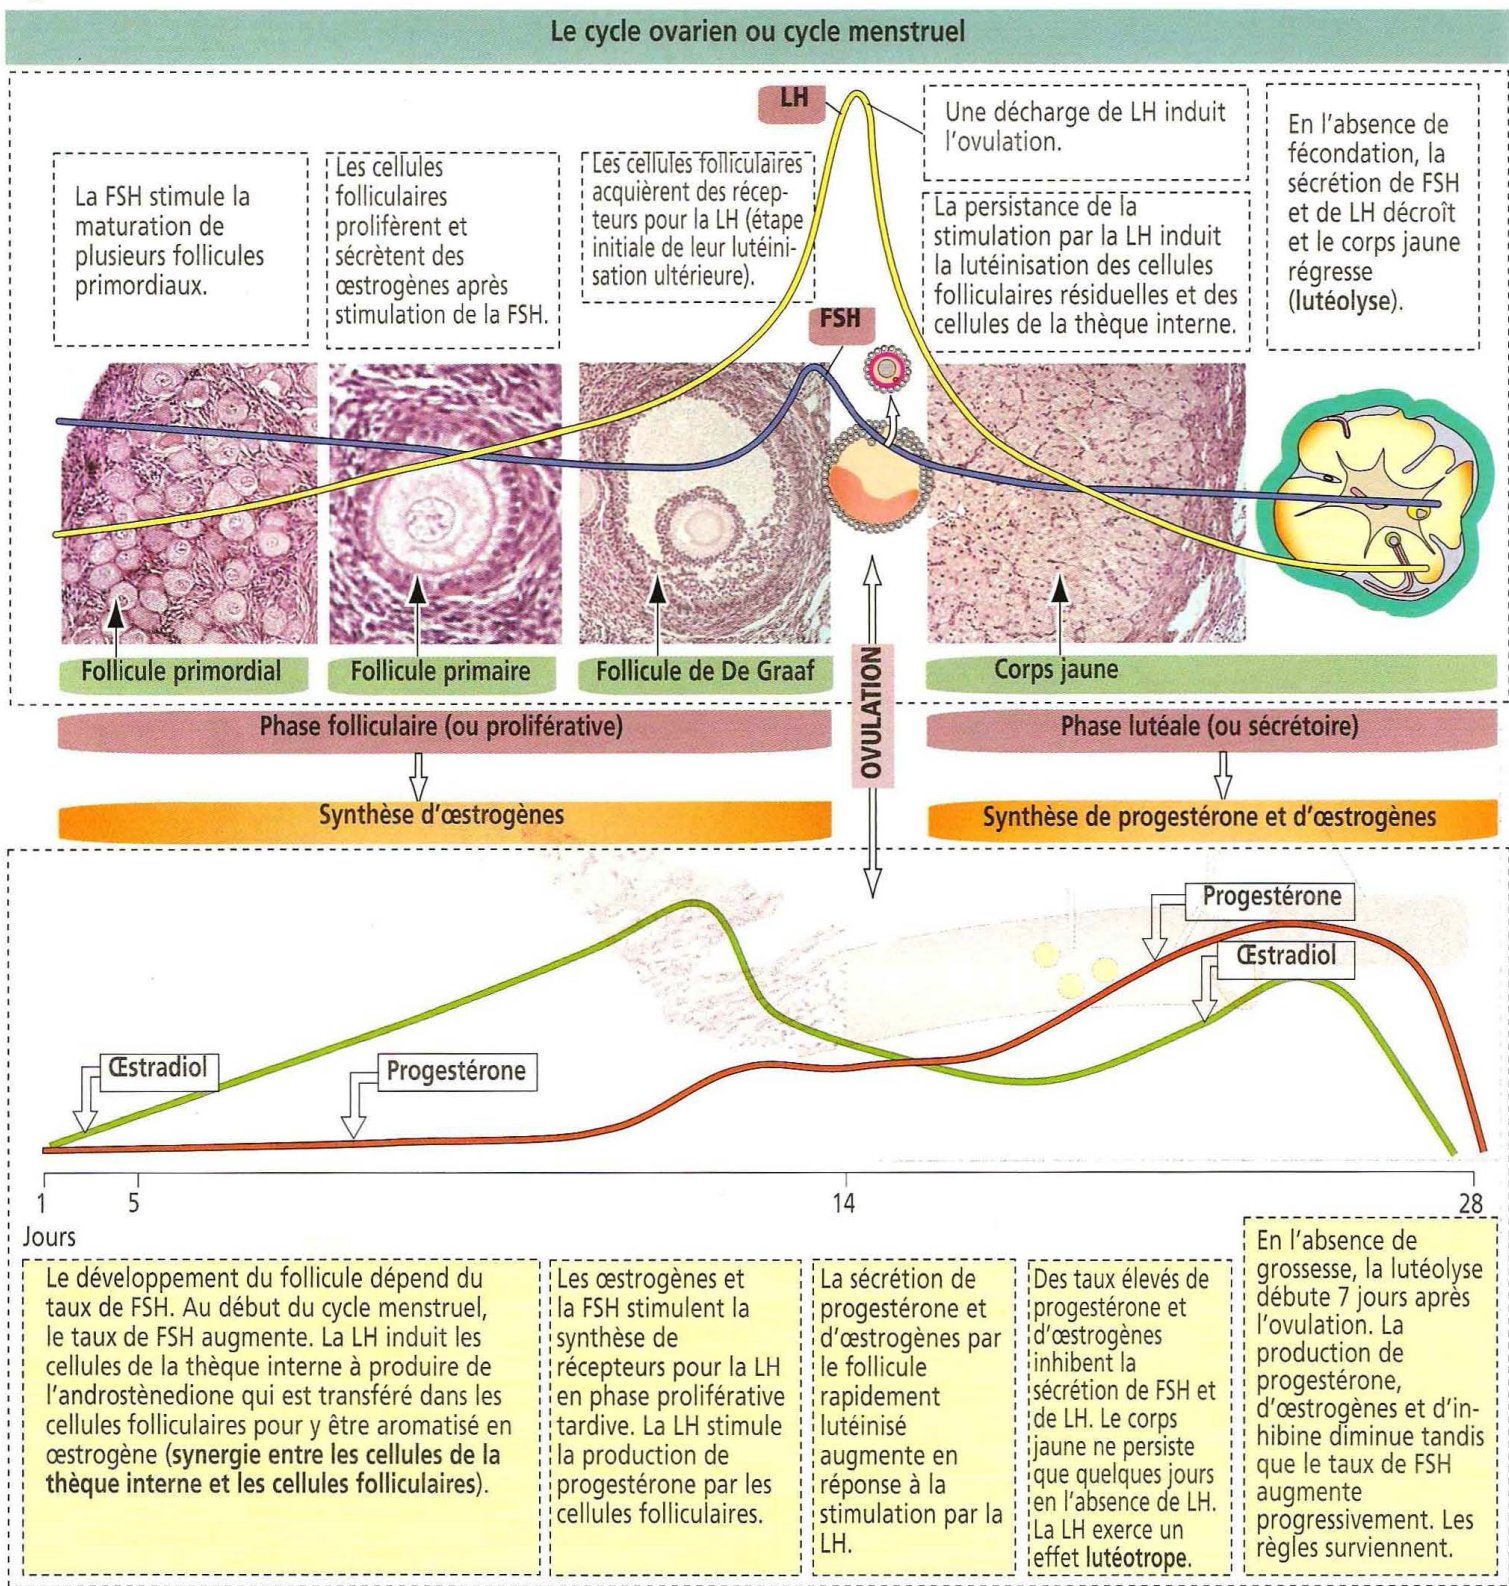 Le cycle ovarien ou cycle menstruel
LH
Une décharge de LH induit
l'ovulation.
En l'absence de
fécondation, la
sécrétion de FSH
et de LH décroît
et le corps jaune
régresse
(lutéolyse).
La FSH stimule la
maturation de
plusieurs follicules
primordiaux.
Les cellules
folliculaires
prolifèrent et
sécrètent des
œstrogènes après
stimulation de la FSH.
Les cellules folliculaires
acquièrent des récep-
teurs pour la LH (étape
initiale de leur lutéini-
sation ultérieure).
La persistance de la
stimulation par la LH induit
la lutéinisation des cellules
folliculaires résiduelles et des
cellules de la thèque interne.
FSH
Follicule primordial
Follicule primaire
Follicule de De Graaf
Corps jaune
OVULATION
Phase folliculaire (ou proliférative)
Phase lutéale (ou sécrétoire)
Synthèse d'œstrogènes
Synthèse de progestérone et d'œstrogènes
Progestérone
Œstradiol
Œstradiol
Progestérone
1
5
14
28
Jours
Le développement du follicule dépend du
taux de FSH. Au début du cycle menstruel,
le taux de FSH augmente. La LH induit les
cellules de la thèque interne à produire de
l'androstènedione qui est transféré dans les
cellules folliculaires pour y être aromatisé en
œstrogène (synergie entre les cellules de la
thèque interne et les cellules folliculaires).
Les œstrogènes et
la FSH stimulent la
synthèse de
récepteurs pour la LH
en phase proliférative
tardive. La LH stimule
la production de
progestérone par les
cellules folliculaires.
La sécrétion de
progestérone et
d'œstrogènes par
le follicule
rapidement
lutéinisé
augmente en
réponse à la
stimulation par la
LH.
Des taux élevés de
progestérone et
d'œstrogènes
inhibent la
sécrétion de FSH et
de LH. Le corps
jaune ne persiste
que quelques jours
en l'absence de LH.
La LH exerce un
effet lutéotrope.
En l'absence de
grossesse, la lutéolyse
débute 7 jours après
l'ovulation. La
production de
progestérone,
d'œstrogènes et d'in-
hibine diminue tandis
que le taux de FSH
augmente
progressivement. Les
règles surviennent.